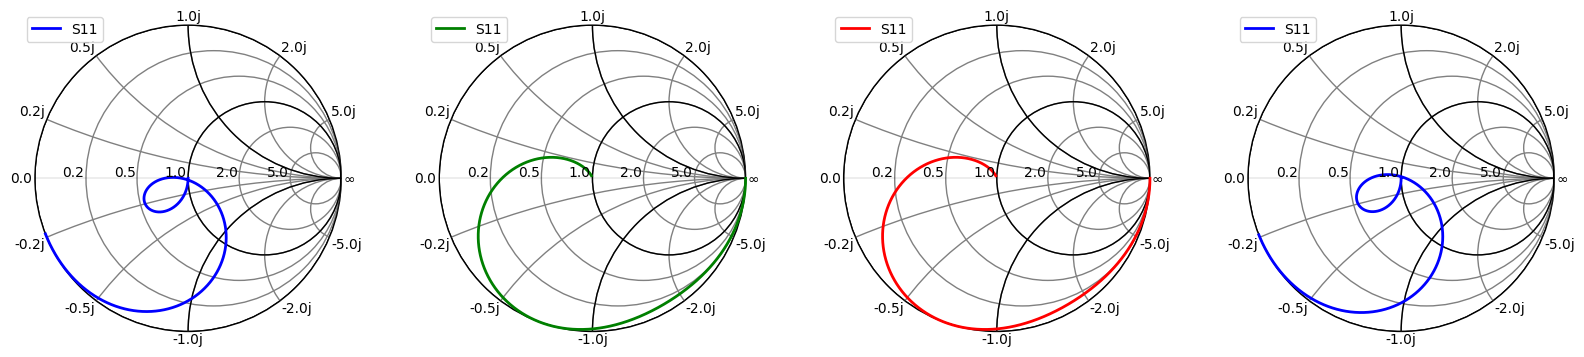 1.0j 1.0j 1.0j 1.0j
S11 S11 S11 S11
0.5j 2.0j 0.5j 2.0j 0.5j 2.0j 0.5j 2.0j
0.2j 5.0j 0.2j 5.0j 0.2j 5.0j 0.2j 5.0j
0.0 0.2 0.5 1.0 2.0 5.0 ∞ 0.0 0.2 0.5 1.0 2.0 5.0 ∞ 0.0 0.2 0.5 1.0 2.0 5.0 ∞ 0.0 0.2 0.5 1.0 2.0 5.0 ∞
-0.2j -5.0j -0.2j -5.0j -0.2j -5.0j -0.2j -5.0j
-0.5j -2.0j -0.5j -2.0j -0.5j -2.0j -0.5j -2.0j
-1.0j -1.0j -1.0j -1.0j